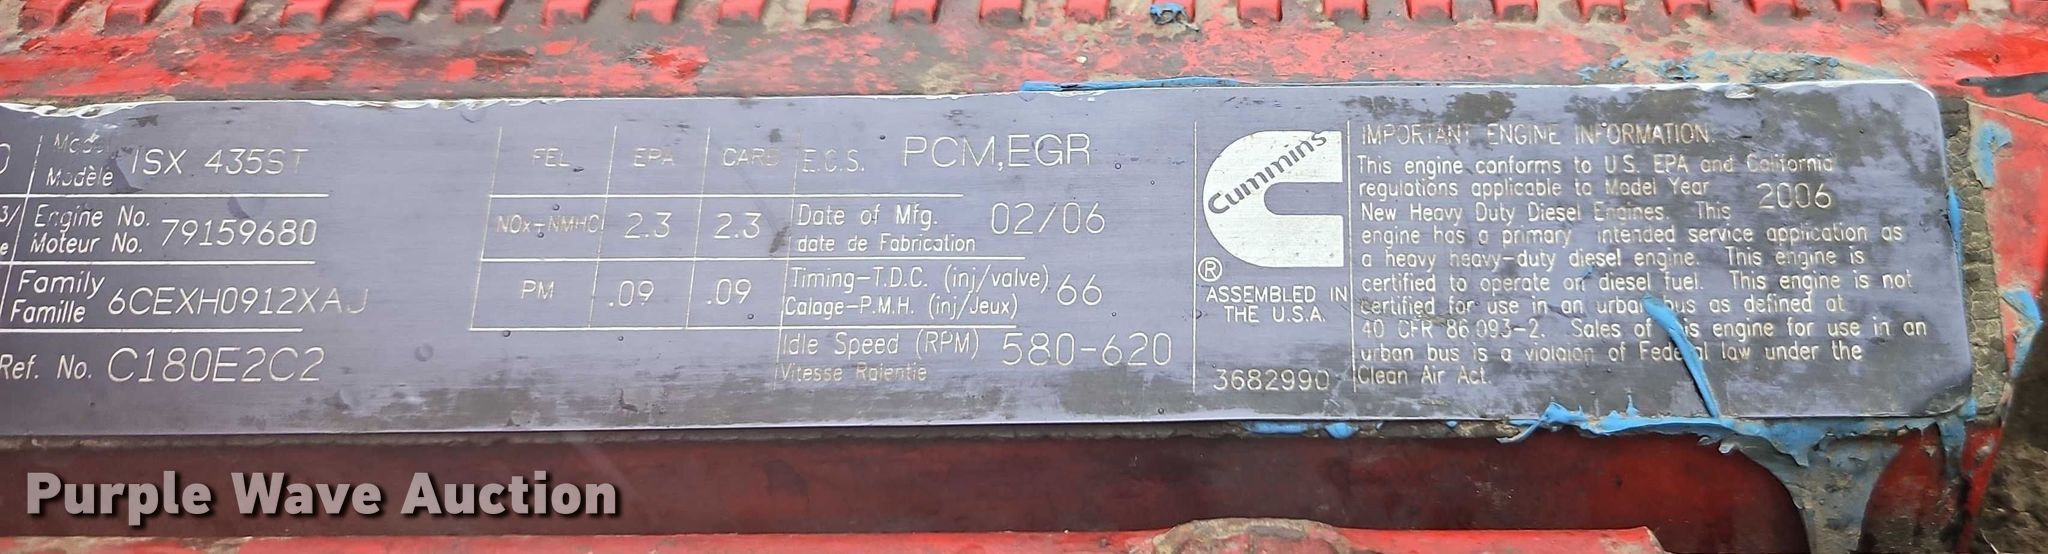 Model
Modèle ISX 435ST
Engine No.
Moteur No. 79159680
Family
Famille 6CEXH0912XAJ
Ref. No. C180E2C2
FEL EPA CARB
NOx+NMHC 2.3 2.3
PM .09 .09
E.C.S. PCM,EGR
Date of Mfg.
date de Fabrication 02/06
Timing-T.D.C. (inj/valve)
Calage-P.M.H. (inj/Jeux) 66
Idle Speed (RPM)
Vitesse Ralentie 580-620
Cummins
®
ASSEMBLED IN
THE U.S.A.
3682990
IMPORTANT ENGINE INFORMATION.
This engine conforms to U.S. EPA and California
regulations applicable to Model Year 2006
New Heavy Duty Diesel Engines. This
engine has a primary intended service application as
a heavy heavy-duty diesel engine. This engine is
certified to operate on diesel fuel. This engine is not
certified for use in an urban bus as defined at
40 CFR 86.093-2. Sales of this engine for use in an
urban bus is a violaion of Federal law under the
Clean Air Act.
Purple Wave Auction